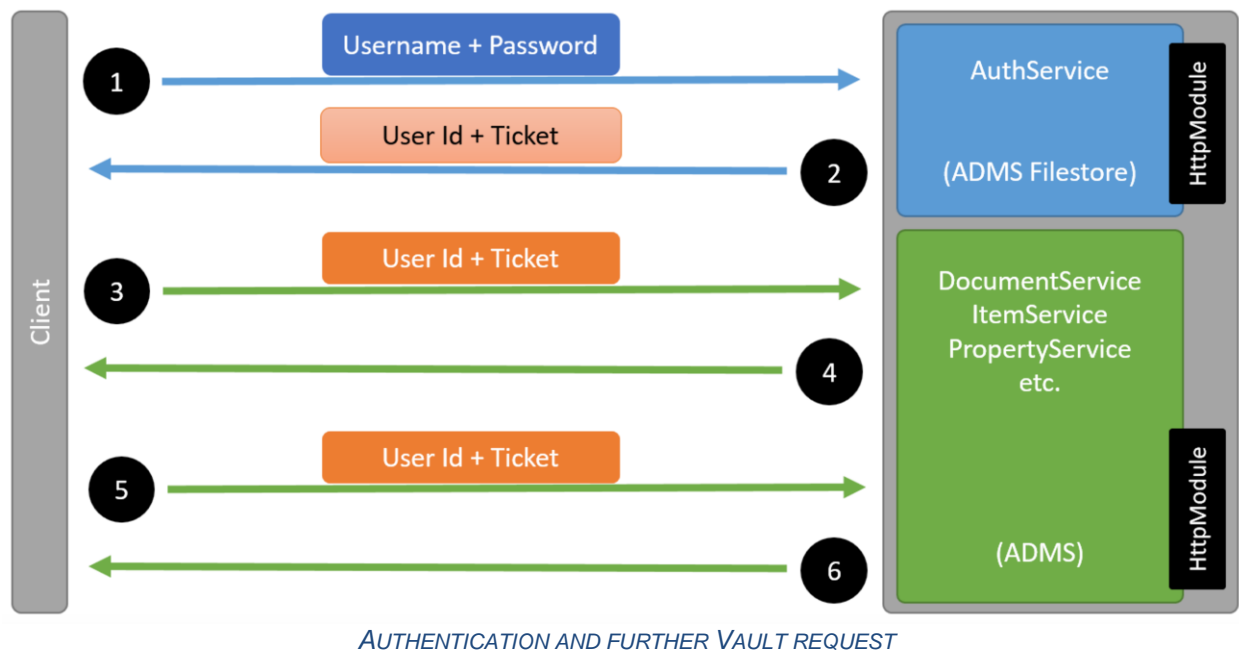 Client
1
Username + Password
User Id + Ticket
2
3
User Id + Ticket
4
5
User Id + Ticket
6
AuthService
(ADMS Filestore)
HttpModule
DocumentService
ItemService
PropertyService
etc.
(ADMS)
HttpModule
AUTHENTICATION AND FURTHER VAULT REQUEST